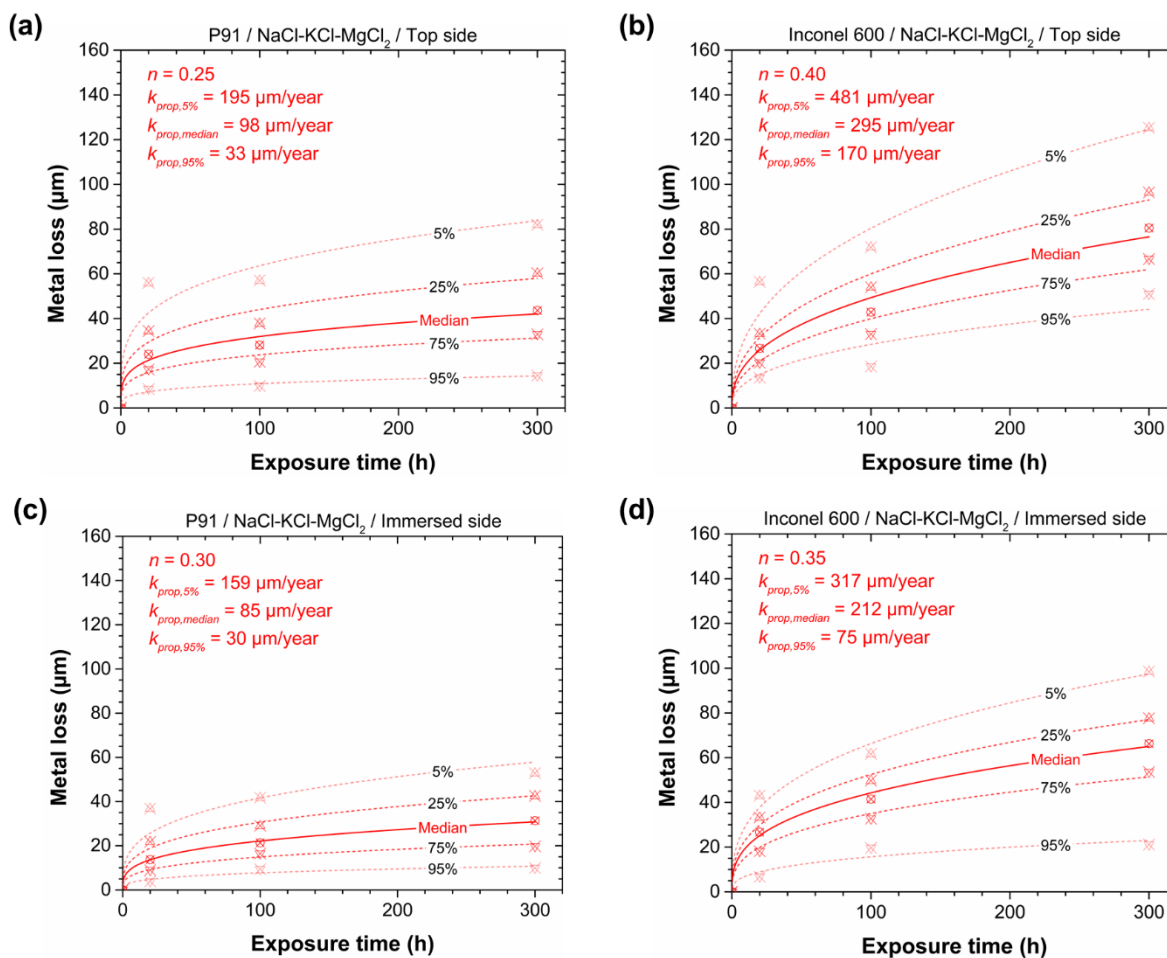 (a)
P91 / NaCl-KCl-MgCl₂ / Top side
n = 0.25
kprop,5% = 195 µm/year
kprop,median = 98 µm/year
kprop,95% = 33 µm/year
160
140
120
100
80
60
40
20
0
Metal loss (µm)
5%
25%
Median
75%
95%
0 100 200 300
Exposure time (h)
(b)
Inconel 600 / NaCl-KCl-MgCl₂ / Top side
n = 0.40
kprop,5% = 481 µm/year
kprop,median = 295 µm/year
kprop,95% = 170 µm/year
160
140
120
100
80
60
40
20
0
Metal loss (µm)
5%
25%
Median
75%
95%
0 100 200 300
Exposure time (h)
(c)
P91 / NaCl-KCl-MgCl₂ / Immersed side
n = 0.30
kprop,5% = 159 µm/year
kprop,median = 85 µm/year
kprop,95% = 30 µm/year
160
140
120
100
80
60
40
20
0
Metal loss (µm)
5%
25%
Median
75%
95%
0 100 200 300
Exposure time (h)
(d)
Inconel 600 / NaCl-KCl-MgCl₂ / Immersed side
n = 0.35
kprop,5% = 317 µm/year
kprop,median = 212 µm/year
kprop,95% = 75 µm/year
160
140
120
100
80
60
40
20
0
Metal loss (µm)
5%
25%
Median
75%
95%
0 100 200 300
Exposure time (h)